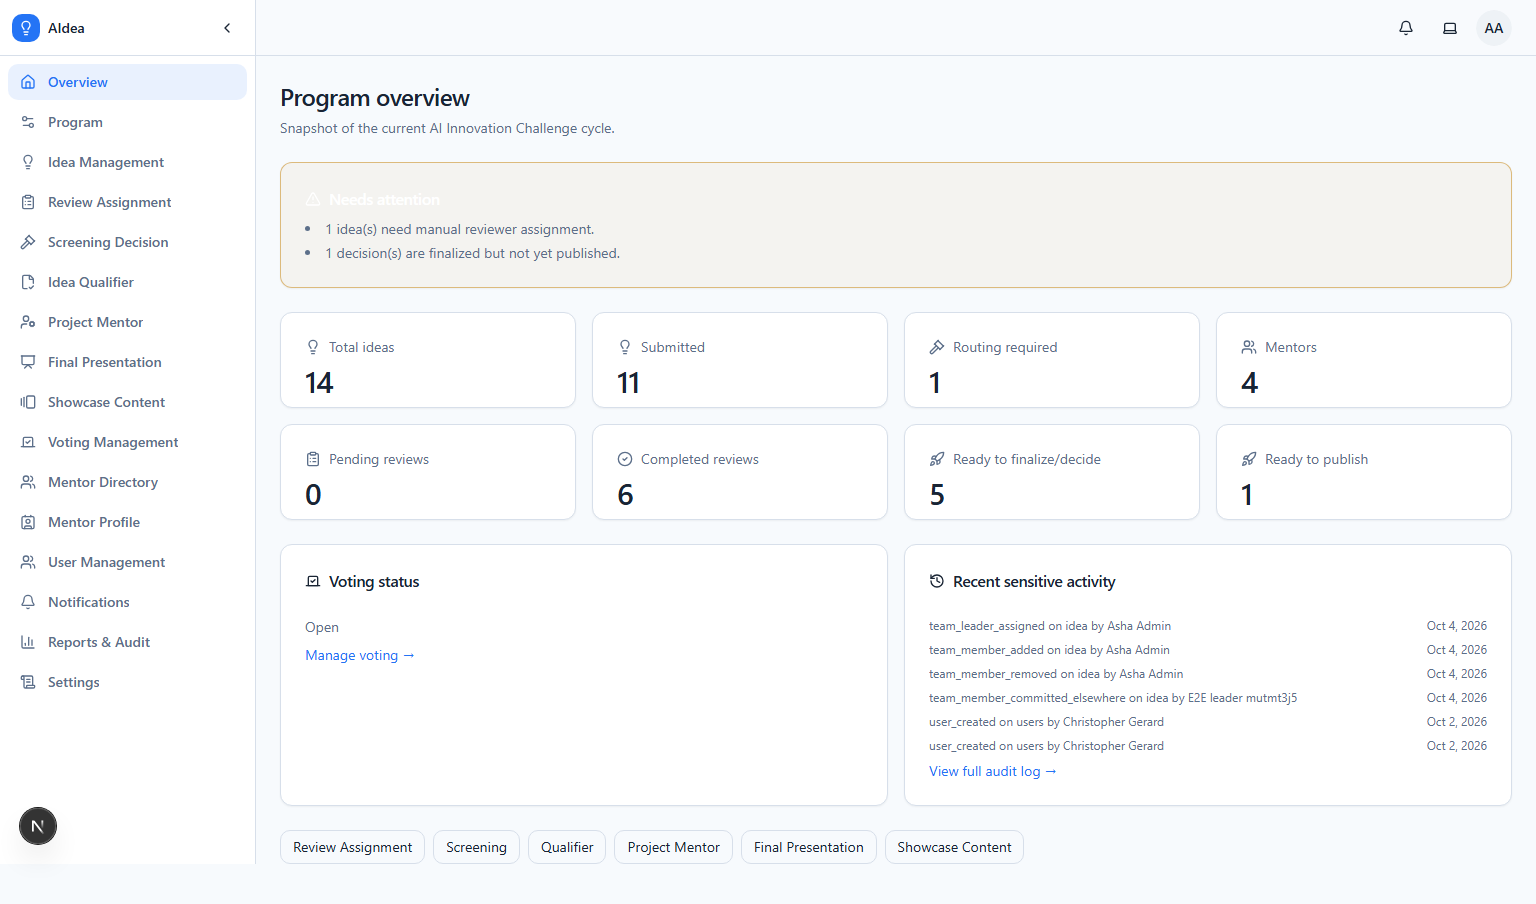 AIdea
AA
Overview
Program
Idea Management
Review Assignment
Screening Decision
Idea Qualifier
Project Mentor
Final Presentation
Showcase Content
Voting Management
Mentor Directory
Mentor Profile
User Management
Notifications
Reports & Audit
Settings
N
Program overview
Snapshot of the current AI Innovation Challenge cycle.
Needs attention
• 1 idea(s) need manual reviewer assignment.
• 1 decision(s) are finalized but not yet published.
Total ideas
14
Submitted
11
Routing required
1
Mentors
4
Pending reviews
0
Completed reviews
6
Ready to finalize/decide
5
Ready to publish
1
Voting status
Open
Manage voting →
Recent sensitive activity
team_leader_assigned on idea by Asha Admin Oct 4, 2026
team_member_added on idea by Asha Admin Oct 4, 2026
team_member_removed on idea by Asha Admin Oct 4, 2026
team_member_committed_elsewhere on idea by E2E leader mutmt3j5 Oct 4, 2026
user_created on users by Christopher Gerard Oct 2, 2026
user_created on users by Christopher Gerard Oct 2, 2026
View full audit log →
Review Assignment
Screening
Qualifier
Project Mentor
Final Presentation
Showcase Content